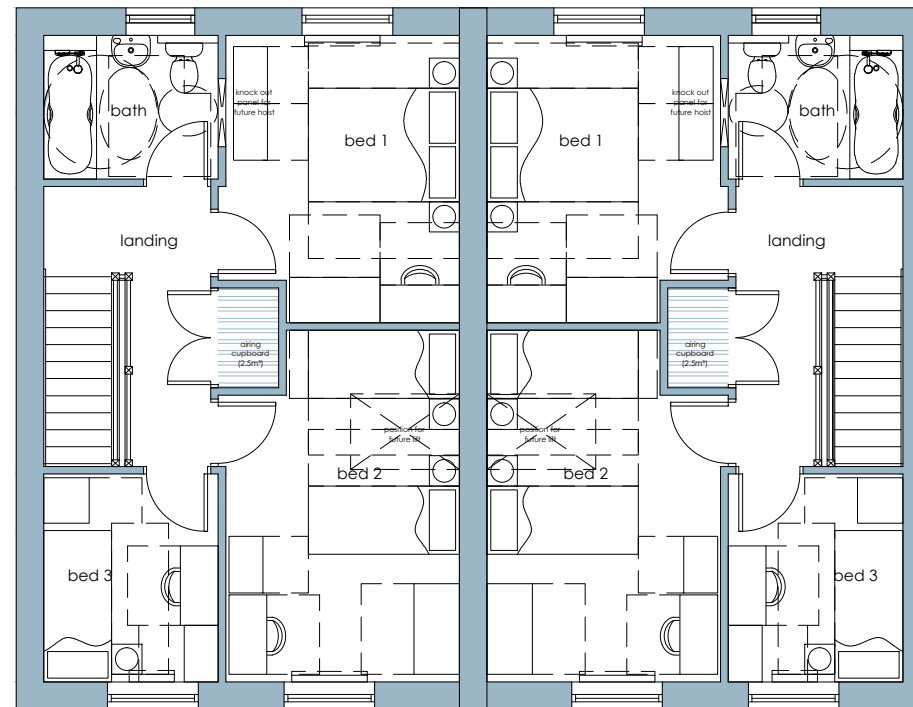 bath
knock out
panel for
future hoist
bed 1
landing
airing
cupboard
(2.5m³)
position for
future lift
bed 2
bed 3
knock out
panel for
future hoist
bed 1
bath
landing
airing
cupboard
(2.5m³)
position for
future lift
bed 2
bed 3